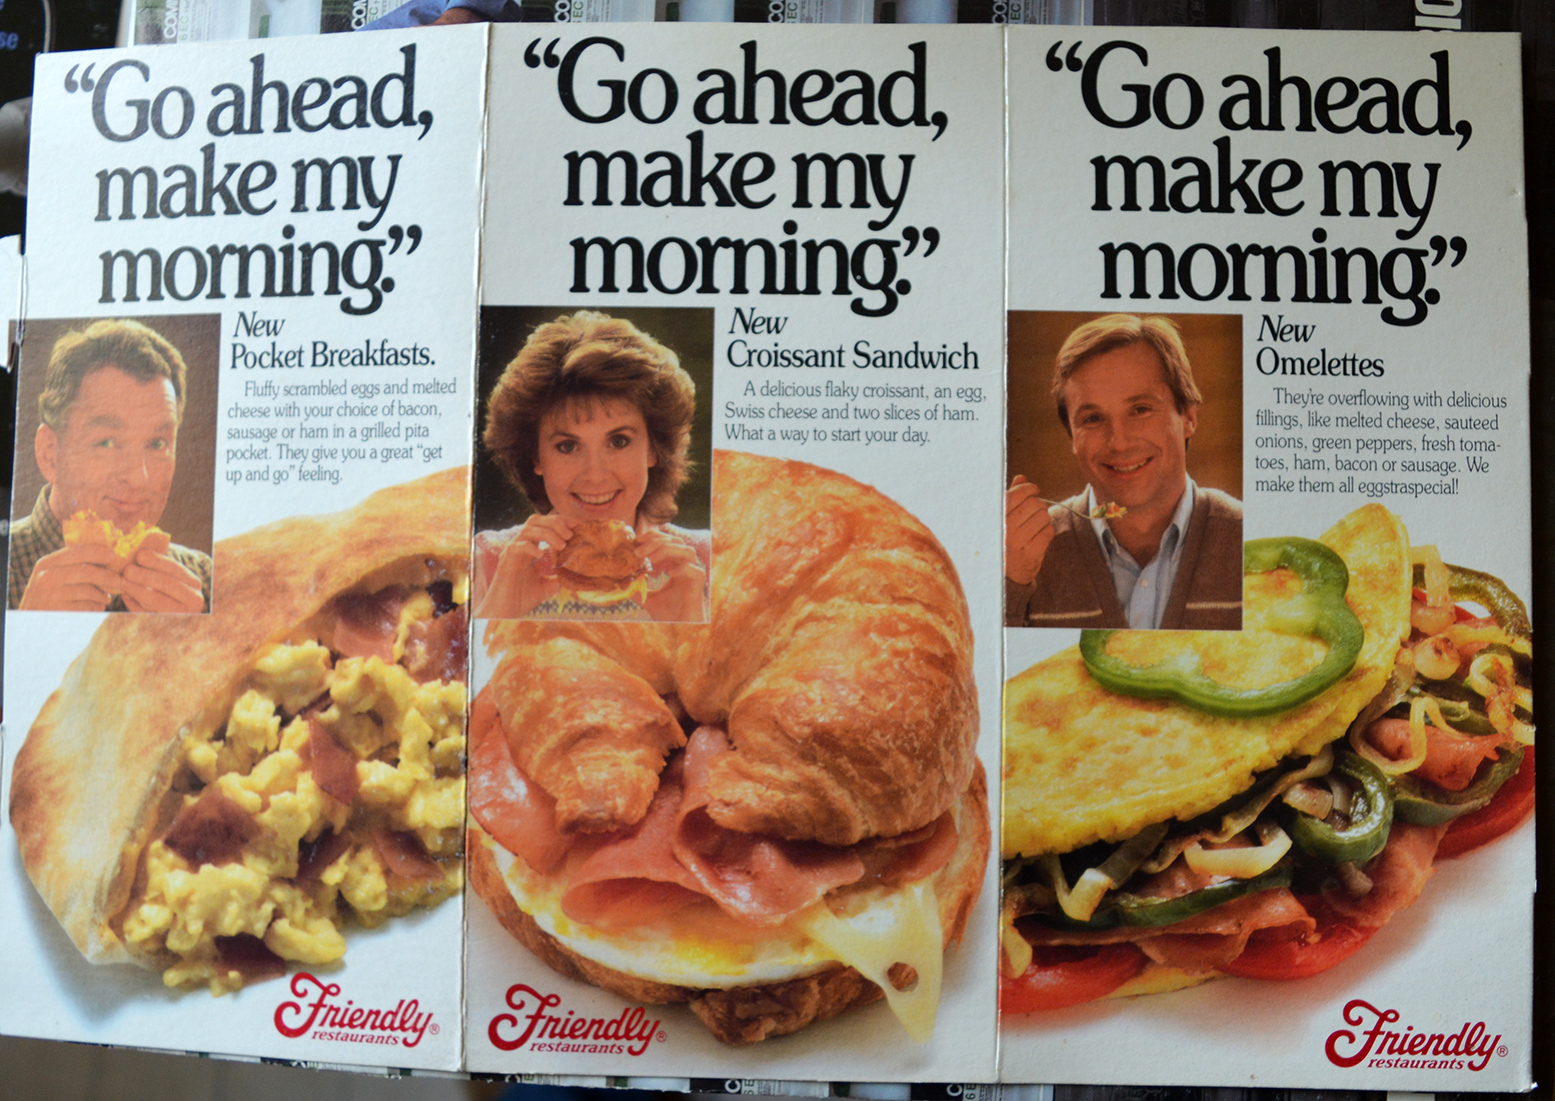 “Go ahead,
make my
morning.”
New
Pocket Breakfasts.
Fluffy scrambled eggs and melted
cheese with your choice of bacon,
sausage or ham in a grilled pita
pocket. They give you a great “get
up and go” feeling.
Friendly®
restaurants
“Go ahead,
make my
morning.”
New
Croissant Sandwich
A delicious flaky croissant, an egg,
Swiss cheese and two slices of ham.
What a way to start your day.
Friendly®
restaurants
“Go ahead,
make my
morning.”
New
Omelettes
They're overflowing with delicious
fillings, like melted cheese, sauteed
onions, green peppers, fresh toma-
toes, ham, bacon or sausage. We
make them all eggstraspecial!
Friendly®
restaurants